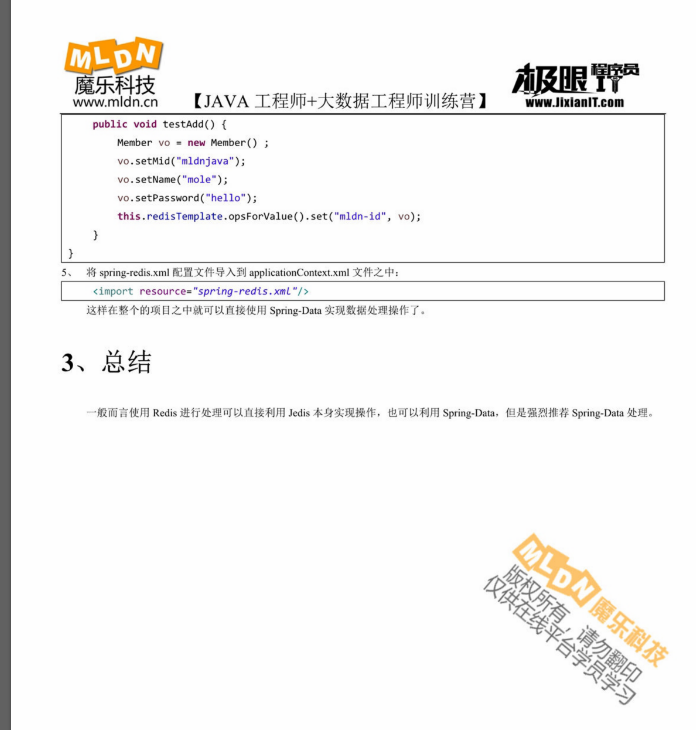 MLDN
魔乐科技
www.mldn.cn
【JAVA 工程师+大数据工程师训练营】
极限IT程序员
www.JixianIT.com
public void testAdd() {
Member vo = new Member() ;
vo.setMid("mldnjava");
vo.setName("mole");
vo.setPassword("hello");
this.redisTemplate.opsForValue().set("mldn-id", vo);
}
}
5、 将 spring-redis.xml 配置文件导入到 applicationContext.xml 文件之中：
<import resource="spring-redis.xml"/>
这样在整个的项目之中就可以直接使用 Spring-Data 实现数据处理操作了。
3、总结
一般而言使用 Redis 进行处理可以直接利用 Jedis 本身实现操作，也可以利用 Spring-Data，但是强烈推荐 Spring-Data 处理。
MLDN 魔乐科技
版权所有，请勿翻印
仅供在线平台学员学习